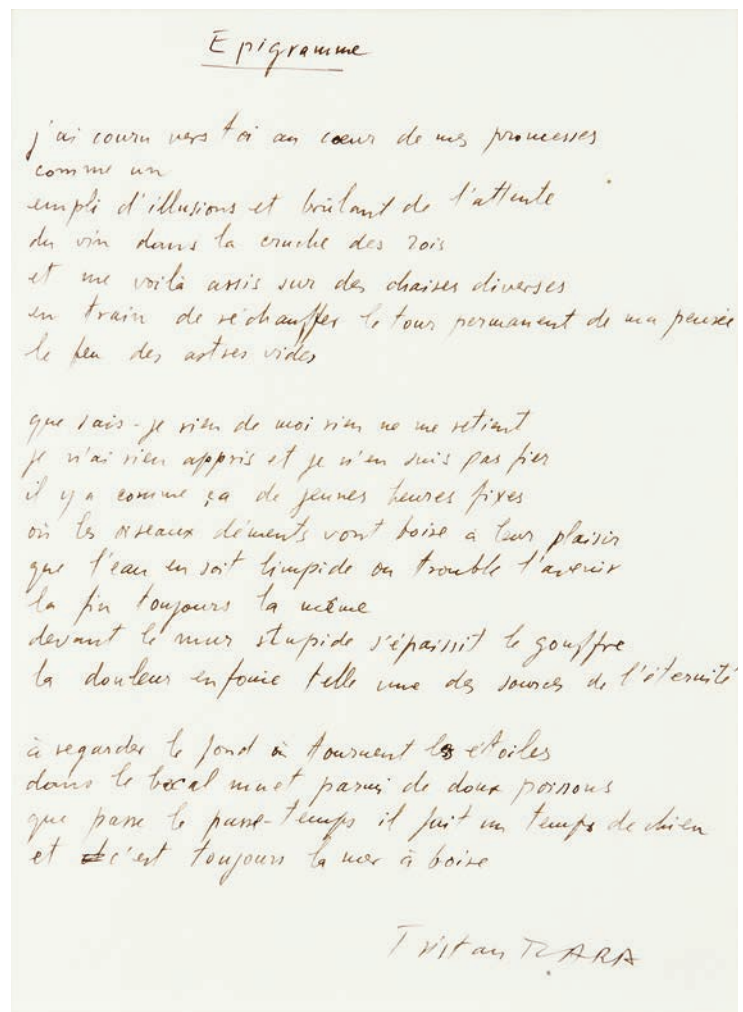 Epigramme
j'ai couru vers toi au cœur de mes promesses
comme un
empli d'illusions et brûlant de l'attente
du vin dans la cruche des rois
et me voilà assis sur des chaises diverses
en train de réchauffer le tour permanent de ma pensée
le feu des astres vides
que sais-je rien de moi rien ne me retient
je n'ai rien appris et je n'en suis pas fier
il y a comme ça de jeunes heures fixes
où les oiseaux déments vont boire à leur plaisir
que l'eau en soit limpide ou trouble l'avenir
la fin toujours la même
devant le mur stupide s'épaissit le gouffre
la douleur enfouie telle une des sources de l'éternité
à regarder le fond où tournent les étoiles
dans le bocal muet parmi de doux poissons
que passe le passe-temps il fait un temps de chien
et c'est toujours la mer à boire
Tristan TZARA